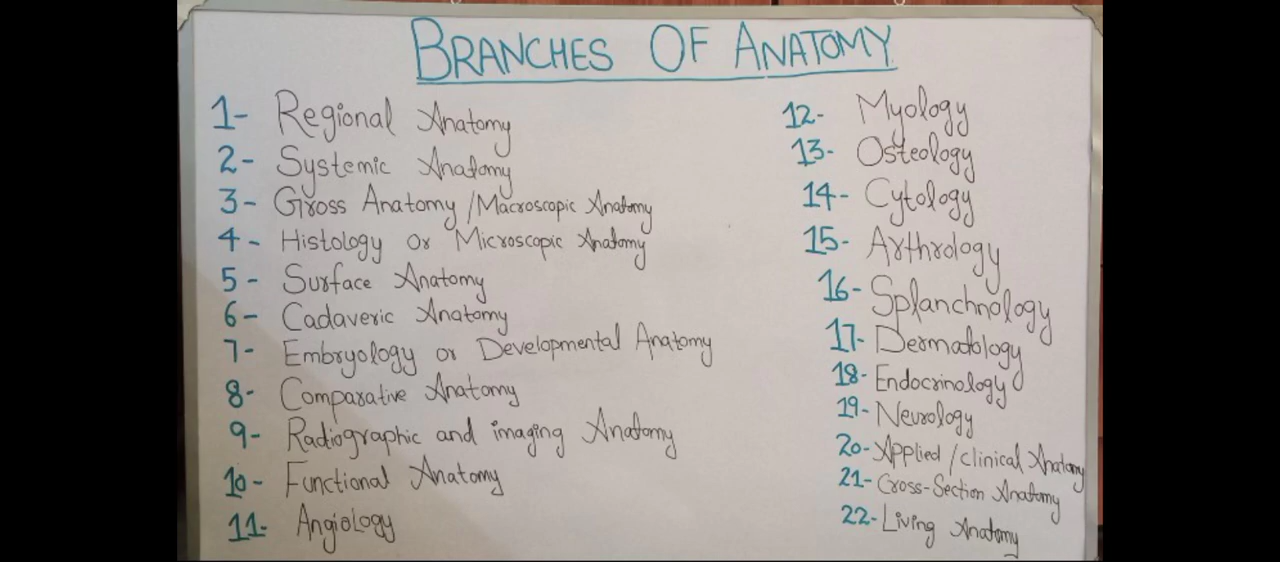 BRANCHES OF ANATOMY
1- Regional Anatomy
2- Systemic Anatomy
3- Gross Anatomy /Macroscopic Anatomy
4- Histology or Microscopic Anatomy
5- Surface Anatomy
6- Cadaveric Anatomy
7- Embryology or Developmental Anatomy
8- Comparative Anatomy
9- Radiographic and imaging Anatomy
10- Functional Anatomy
11- Angiology
12- Myology
13- Osteology
14- Cytology
15- Arthrology
16- Splanchnology
17- Dermatology
18- Endocrinology
19- Neurology
20- Applied /clinical Anatomy
21- Cross-Section Anatomy
22- Living Anatomy